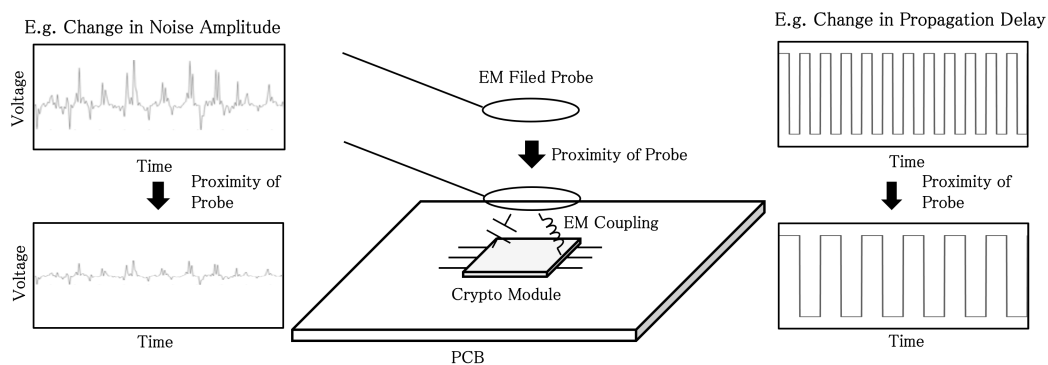 E.g. Change in Noise Amplitude
Voltage
Time
Proximity of
Probe
Voltage
Time
EM Filed Probe
Proximity of Probe
EM Coupling
Crypto Module
PCB
E.g. Change in Propagation Delay
Time
Proximity of
Probe
Time